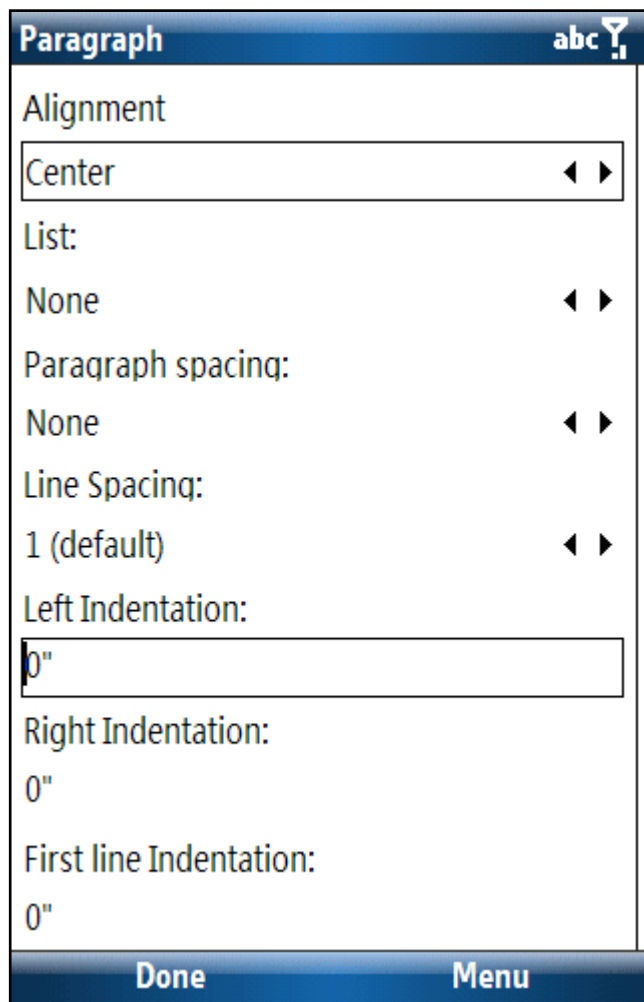 Paragraph abc
Alignment
Center
List:
None
Paragraph spacing:
None
Line Spacing:
1 (default)
Left Indentation:
0"
Right Indentation:
0"
First line Indentation:
0"
Done Menu